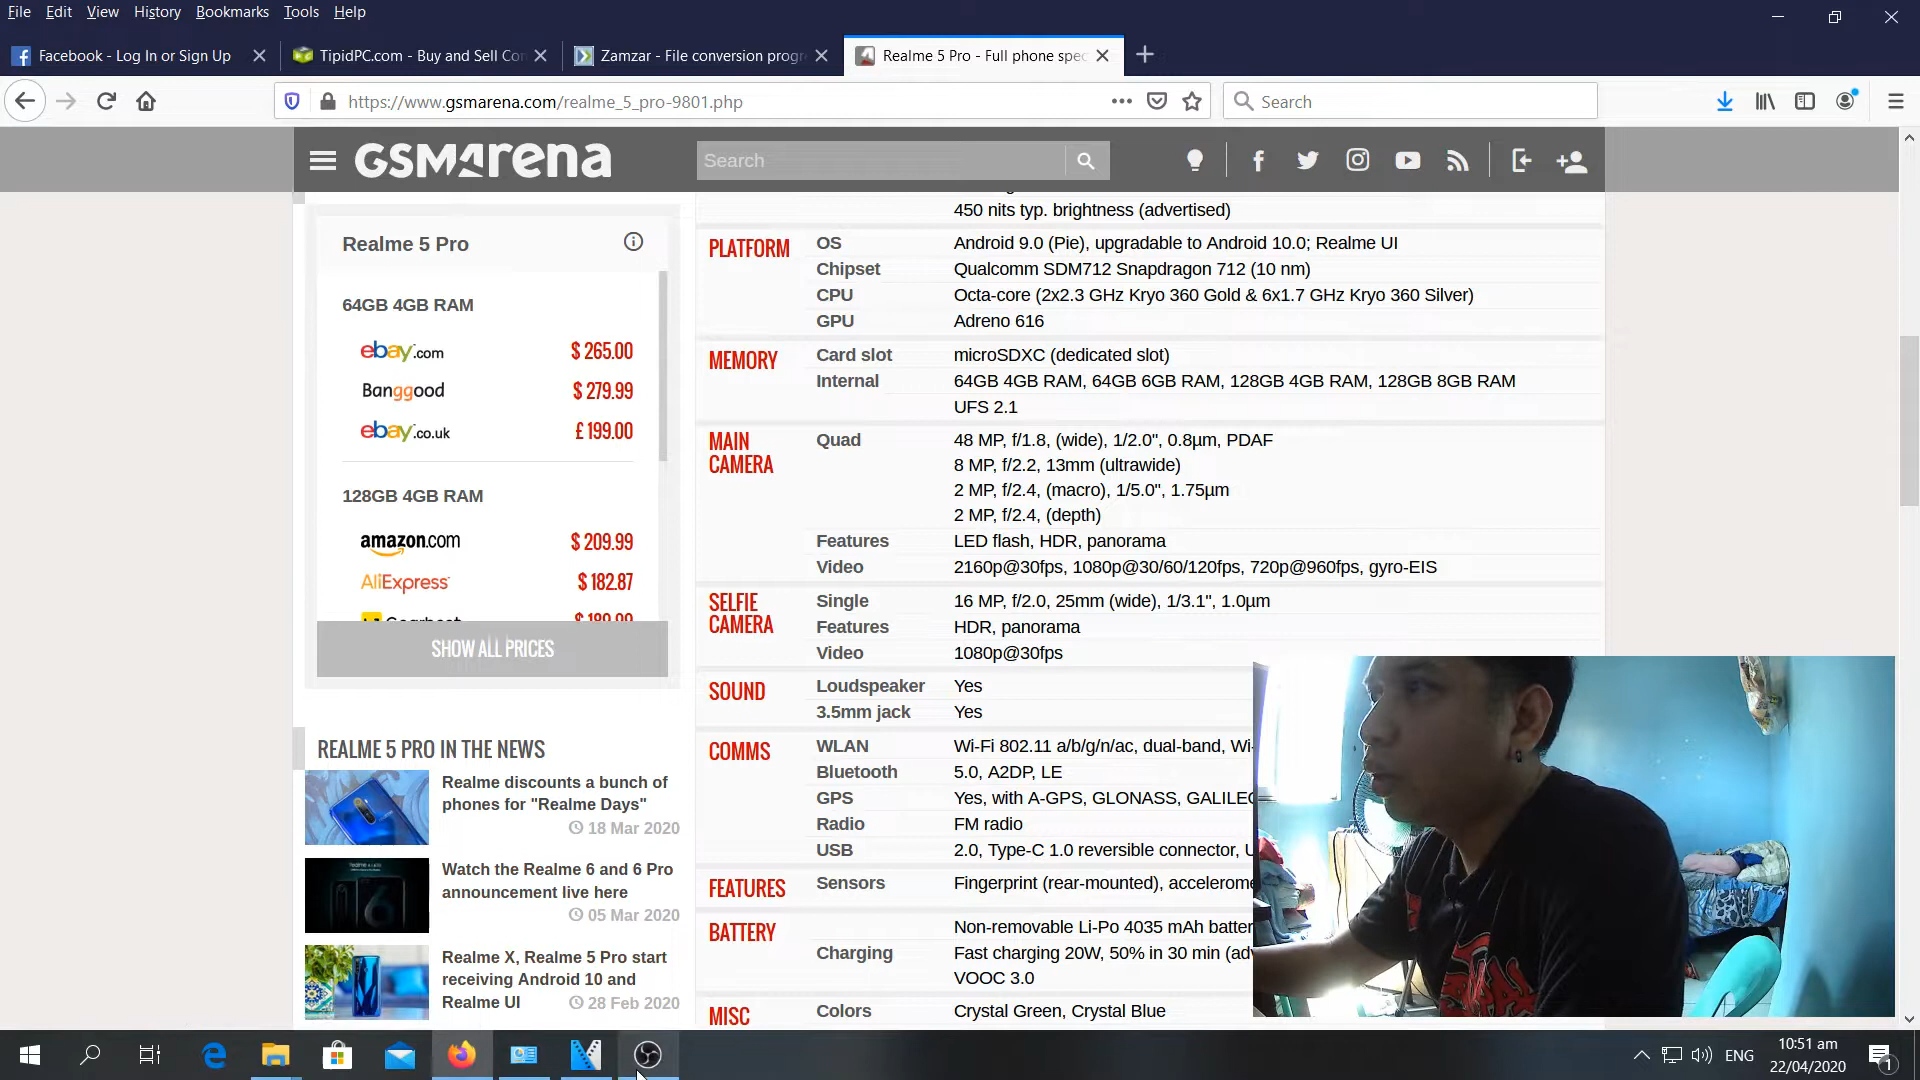 File Edit View History Bookmarks Tools Help
Facebook - Log In or Sign Up
TipidPC.com - Buy and Sell Co
Zamzar - File conversion progr
Realme 5 Pro - Full phone spec
https://www.gsmarena.com/realme_5_pro-9801.php
Search
GSMArena
Search
Realme 5 Pro
64GB 4GB RAM
ebay.com $ 265.00
Banggood $ 279.99
ebay.co.uk £ 199.00
128GB 4GB RAM
amazon.com $ 209.99
AliExpress $ 182.87
SHOW ALL PRICES
REALME 5 PRO IN THE NEWS
Realme discounts a bunch of
phones for "Realme Days"
18 Mar 2020
Watch the Realme 6 and 6 Pro
announcement live here
05 Mar 2020
Realme X, Realme 5 Pro start
receiving Android 10 and
Realme UI
28 Feb 2020
450 nits typ. brightness (advertised)
PLATFORM OS Android 9.0 (Pie), upgradable to Android 10.0; Realme UI
Chipset Qualcomm SDM712 Snapdragon 712 (10 nm)
CPU Octa-core (2x2.3 GHz Kryo 360 Gold & 6x1.7 GHz Kryo 360 Silver)
GPU Adreno 616
MEMORY Card slot microSDXC (dedicated slot)
Internal 64GB 4GB RAM, 64GB 6GB RAM, 128GB 4GB RAM, 128GB 8GB RAM
UFS 2.1
MAIN CAMERA Quad 48 MP, f/1.8, (wide), 1/2.0", 0.8µm, PDAF
8 MP, f/2.2, 13mm (ultrawide)
2 MP, f/2.4, (macro), 1/5.0", 1.75µm
2 MP, f/2.4, (depth)
Features LED flash, HDR, panorama
Video 2160p@30fps, 1080p@30/60/120fps, 720p@960fps, gyro-EIS
SELFIE CAMERA Single 16 MP, f/2.0, 25mm (wide), 1/3.1", 1.0µm
Features HDR, panorama
Video 1080p@30fps
SOUND Loudspeaker Yes
3.5mm jack Yes
COMMS WLAN Wi-Fi 802.11 a/b/g/n/ac, dual-band, Wi-
Bluetooth 5.0, A2DP, LE
GPS Yes, with A-GPS, GLONASS, GALILEO
Radio FM radio
USB 2.0, Type-C 1.0 reversible connector, U
FEATURES Sensors Fingerprint (rear-mounted), accelerome
BATTERY Non-removable Li-Po 4035 mAh batter
Charging Fast charging 20W, 50% in 30 min (adv
VOOC 3.0
MISC Colors Crystal Green, Crystal Blue
ENG
10:51 am
22/04/2020
1